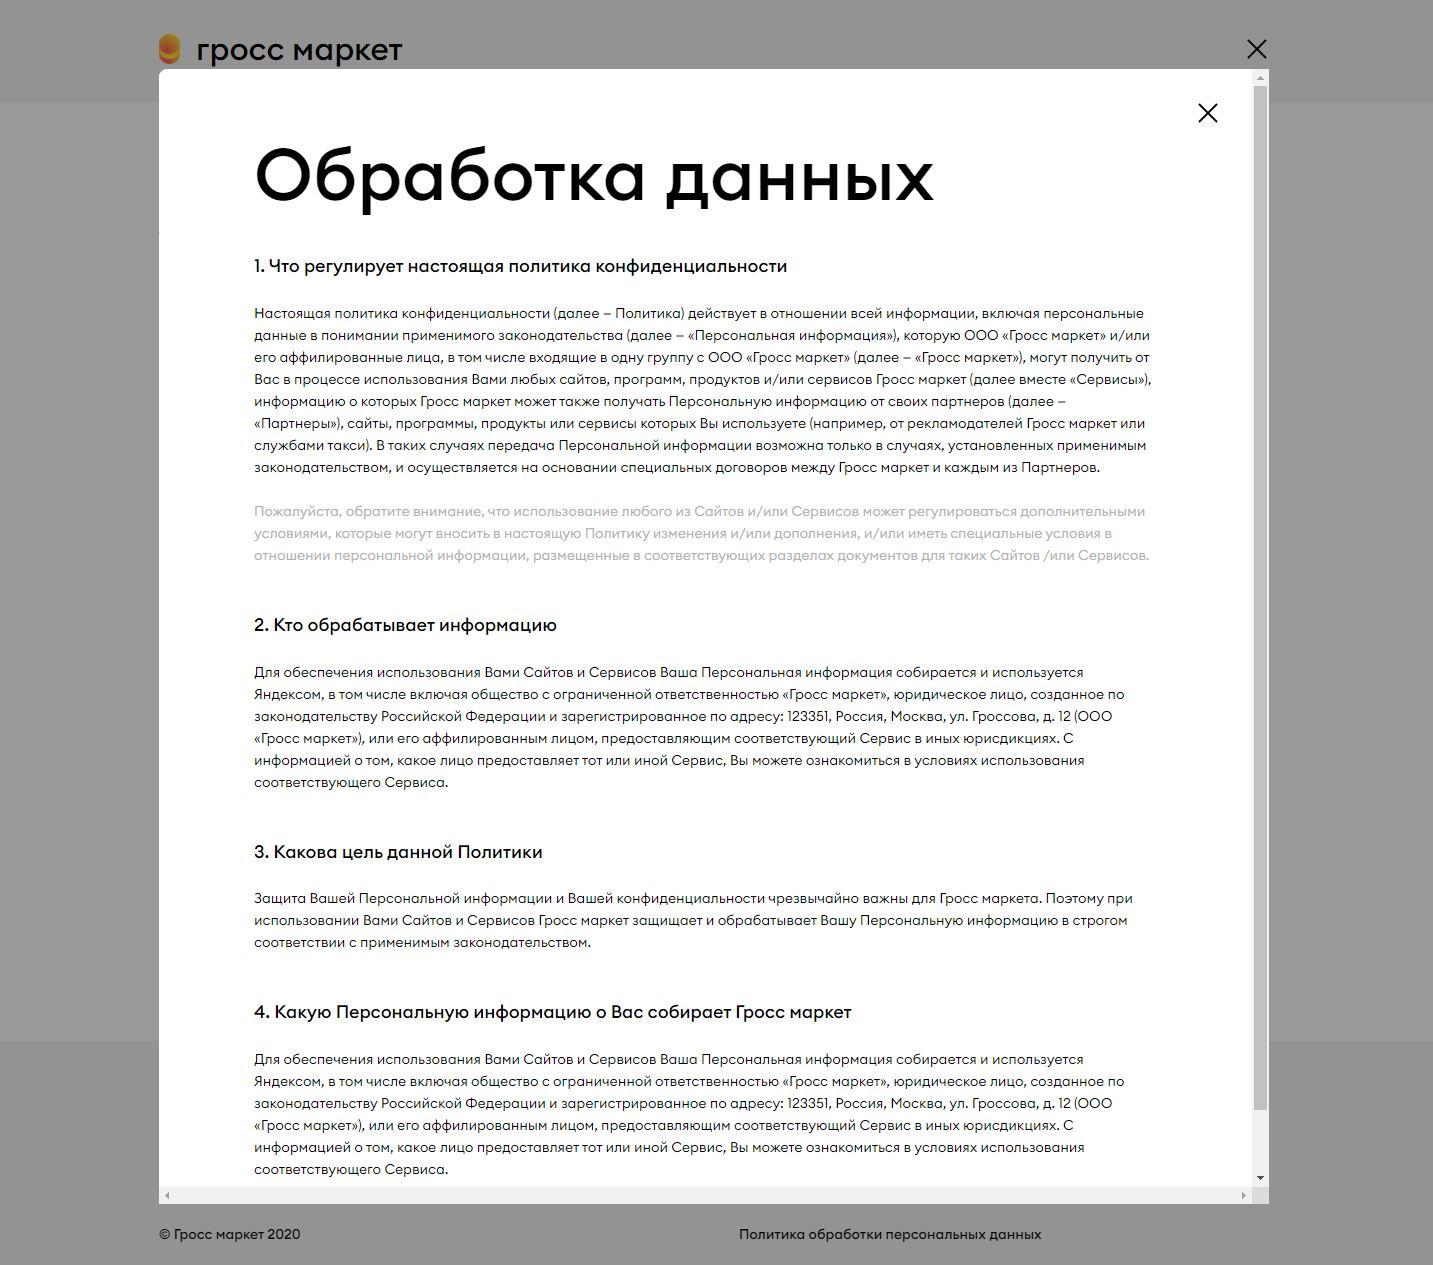 гросс маркет
Обработка данных
1. Что регулирует настоящая политика конфиденциальности
Настоящая политика конфиденциальности (далее — Политика) действует в отношении всей информации, включая персональные
данные в понимании применимого законодательства (далее — «Персональная информация»), которую ООО «Гросс маркет» и/или
его аффилированные лица, в том числе входящие в одну группу с ООО «Гросс маркет» (далее — «Гросс маркет»), могут получить от
Вас в процессе использования Вами любых сайтов, программ, продуктов и/или сервисов Гросс маркет (далее вместе «Сервисы»),
информацию о которых Гросс маркет может также получать Персональную информацию от своих партнеров (далее —
«Партнеры»), сайты, программы, продукты или сервисы которых Вы используете (например, от рекламодателей Гросс маркет или
службами такси). В таких случаях передача Персональной информации возможна только в случаях, установленных применимым
законодательством, и осуществляется на основании специальных договоров между Гросс маркет и каждым из Партнеров.
Пожалуйста, обратите внимание, что использование любого из Сайтов и/или Сервисов может регулироваться дополнительными
условиями, которые могут вносить в настоящую Политику изменения и/или дополнения, и/или иметь специальные условия в
отношении персональной информации, размещенные в соответствующих разделах документов для таких Сайтов /или Сервисов.
2. Кто обрабатывает информацию
Для обеспечения использования Вами Сайтов и Сервисов Ваша Персональная информация собирается и используется
Яндексом, в том числе включая общество с ограниченной ответственностью «Гросс маркет», юридическое лицо, созданное по
законодательству Российской Федерации и зарегистрированное по адресу: 123351, Россия, Москва, ул. Гроссова, д. 12 (ООО
«Гросс маркет»), или его аффилированным лицом, предоставляющим соответствующий Сервис в иных юрисдикциях. С
информацией о том, какое лицо предоставляет тот или иной Сервис, Вы можете ознакомиться в условиях использования
соответствующего Сервиса.
3. Какова цель данной Политики
Защита Вашей Персональной информации и Вашей конфиденциальности чрезвычайно важны для Гросс маркета. Поэтому при
использовании Вами Сайтов и Сервисов Гросс маркет защищает и обрабатывает Вашу Персональную информацию в строгом
соответствии с применимым законодательством.
4. Какую Персональную информацию о Вас собирает Гросс маркет
Для обеспечения использования Вами Сайтов и Сервисов Ваша Персональная информация собирается и используется
Яндексом, в том числе включая общество с ограниченной ответственностью «Гросс маркет», юридическое лицо, созданное по
законодательству Российской Федерации и зарегистрированное по адресу: 123351, Россия, Москва, ул. Гроссова, д. 12 (ООО
«Гросс маркет»), или его аффилированным лицом, предоставляющим соответствующий Сервис в иных юрисдикциях. С
информацией о том, какое лицо предоставляет тот или иной Сервис, Вы можете ознакомиться в условиях использования
соответствующего Сервиса.
© Гросс маркет 2020
Политика обработки персональных данных